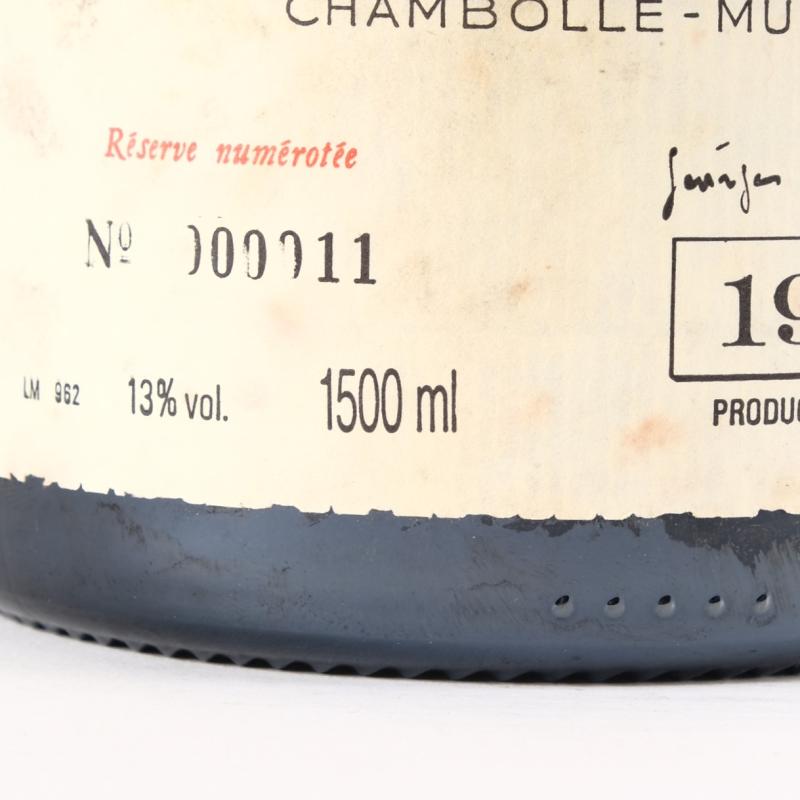 CHAMBOLLE-MU
Réserve numérotée
Nº 000011
19
LM 962 13% vol. 1500 ml
PRODUC